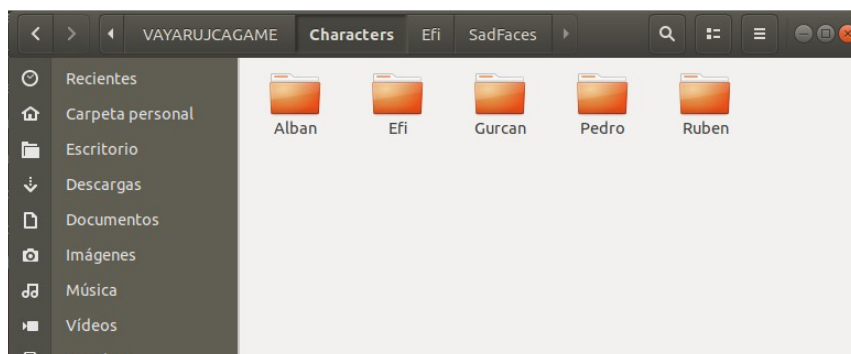 VAYARUJCAGAME Characters Efi SadFaces
Recientes
Carpeta personal
Escritorio
Descargas
Documentos
Imágenes
Música
Vídeos
Alban Efi Gurcan Pedro Ruben